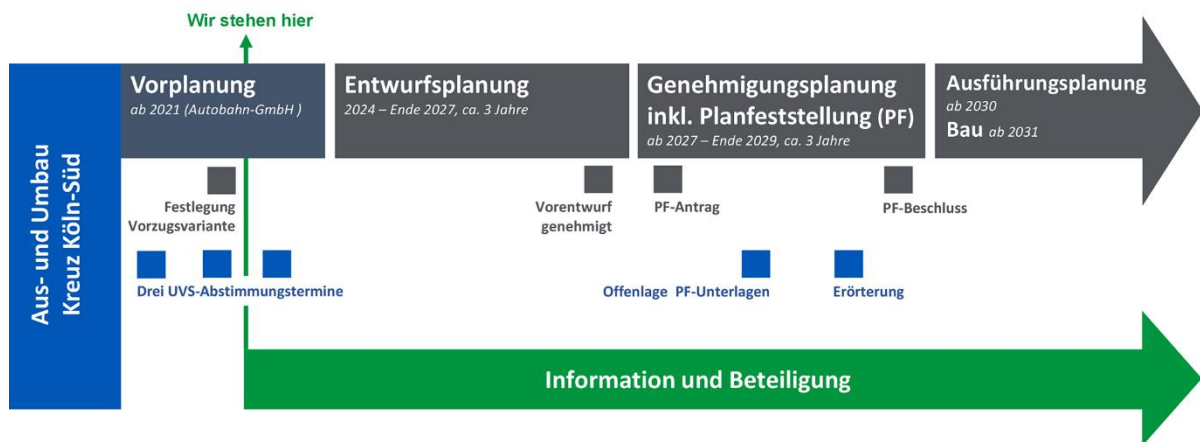 Wir stehen hier
Aus- und Umbau
Kreuz Köln-Süd
Vorplanung
ab 2021 (Autobahn-GmbH )
Entwurfsplanung
2024 – Ende 2027, ca. 3 Jahre
Genehmigungsplanung
inkl. Planfeststellung (PF)
ab 2027 – Ende 2029, ca. 3 Jahre
Ausführungsplanung
ab 2030
Bau ab 2031
Festlegung
Vorzugsvariante
Vorentwurf
genehmigt
PF-Antrag
PF-Beschluss
Drei UVS-Abstimmungstermine
Offenlage PF-Unterlagen
Erörterung
Information und Beteiligung